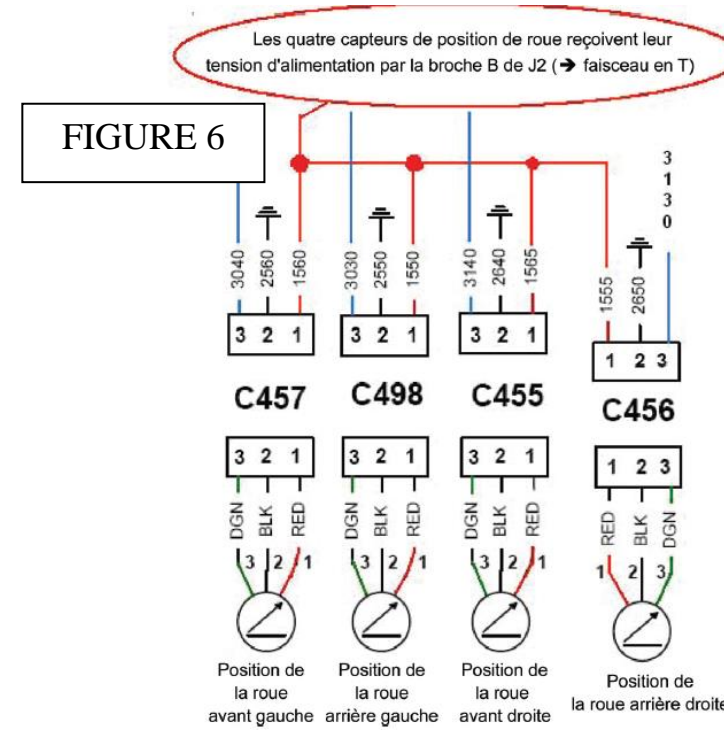 Les quatre capteurs de position de roue reçoivent leur
tension d'alimentation par la broche B de J2 (➔ faisceau en T)
FIGURE 6
3040 2560 1560 3030 2550 1550 3140 2640 1565 1555 2650 3130
3 2 1 3 2 1 3 2 1 1 2 3
C457 C498 C455 C456
3 2 1 3 2 1 3 2 1 1 2 3
DGN BLK RED DGN BLK RED DGN BLK RED RED BLK DGN
3 2 1 3 2 1 3 2 1 1 2 3
Position de
la roue
avant gauche
Position de
la roue
arrière gauche
Position de
la roue
avant droite
Position de
la roue arrière droite